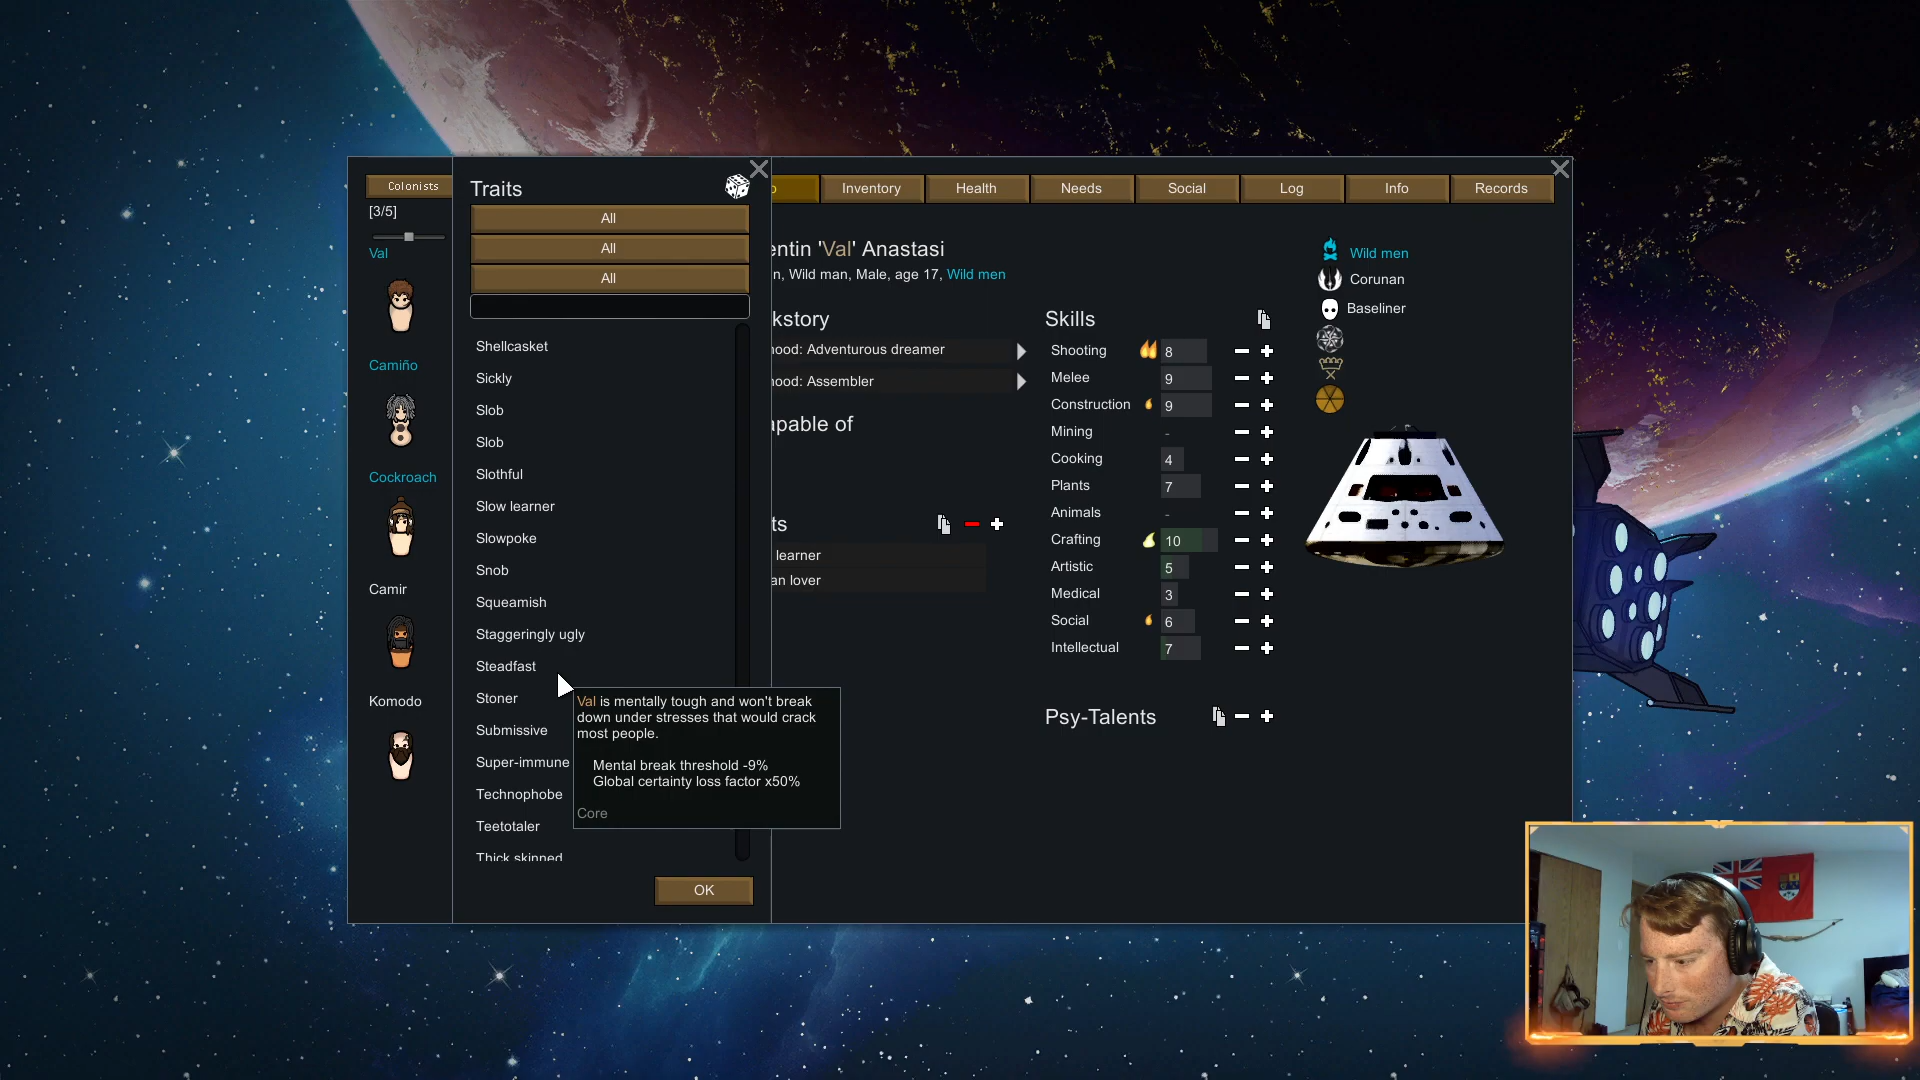 Colonists
[3/5]
Val
Camiño
Cockroach
Camir
Komodo
Traits
All
All
All
Shellcasket
Sickly
Slob
Slob
Slothful
Slow learner
Slowpoke
Snob
Squeamish
Staggeringly ugly
Steadfast
Stoner
Submissive
Super-immune
Technophobe
Teetotaler
Thick skinned
OK
Val is mentally tough and won't break
down under stresses that would crack
most people.
Mental break threshold -9%
Global certainty loss factor x50%
Core
o
Inventory
Health
Needs
Social
Log
Info
Records
entin 'Val' Anastasi
n, Wild man, Male, age 17, Wild men
kstory
hood: Adventurous dreamer
hood: Assembler
apable of
ts
learner
an lover
Skills
Shooting 8
Melee 9
Construction 9
Mining -
Cooking 4
Plants 7
Animals -
Crafting 10
Artistic 5
Medical 3
Social 6
Intellectual 7
Psy-Talents
Wild men
Corunan
Baseliner